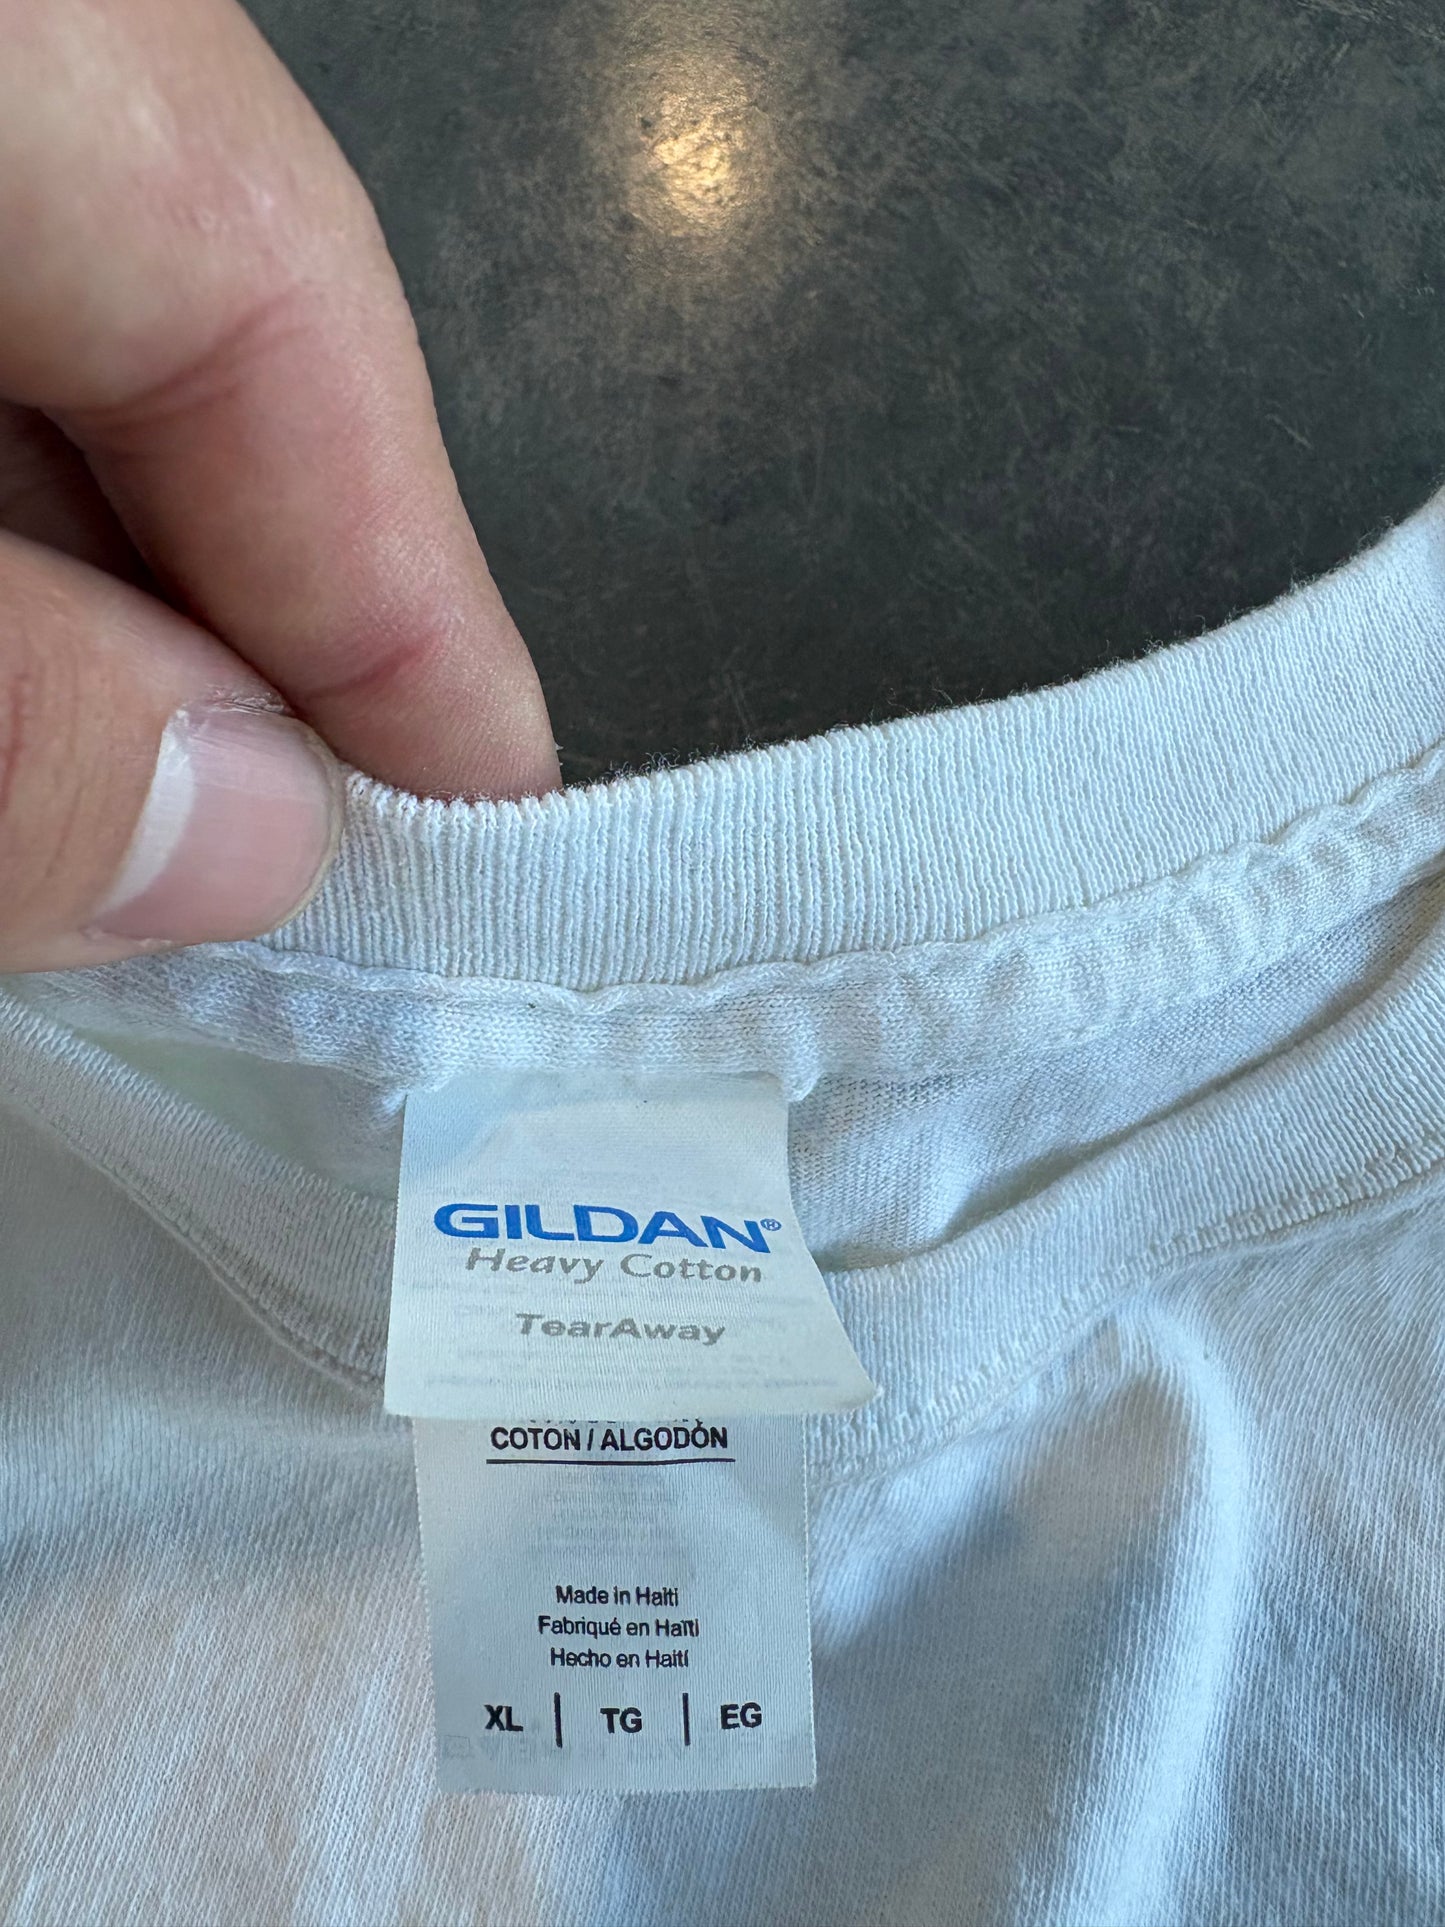 GILDAN®
Heavy Cotton
TearAway
COTON / ALGODÓN
Made in Haiti
Fabriqué en Haïti
Hecho en Haití
XL | TG | EG